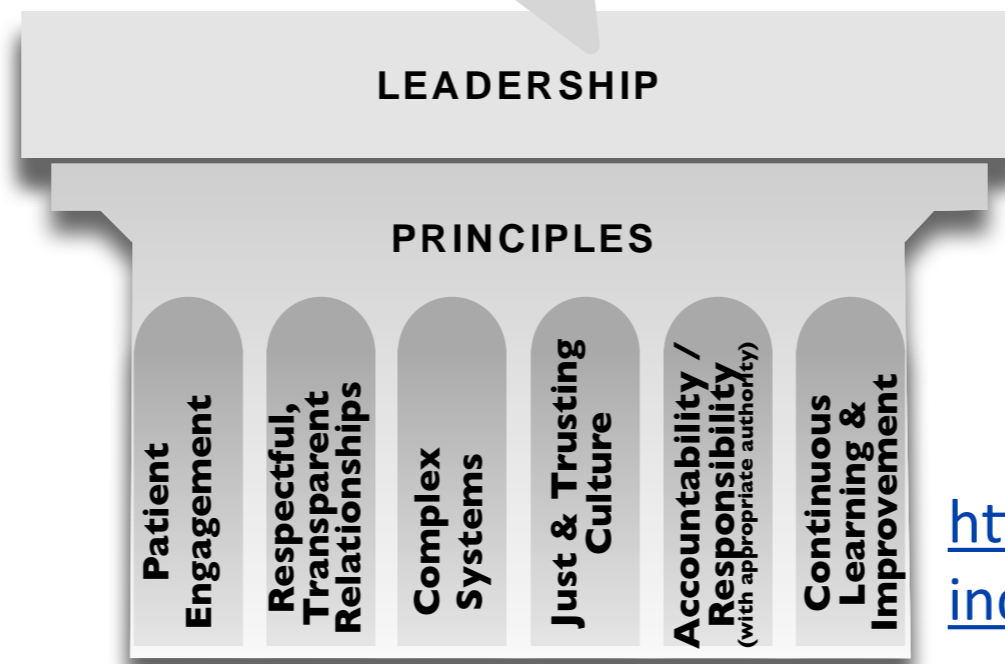 LEADERSHIP
PRINCIPLES
Patient
Engagement
Respectful,
Transparent
Relationships
Complex
Systems
Just & Trusting
Culture
Accountability /
Responsibility
(with appropriate authority)
Continuous
Learning &
Improvement